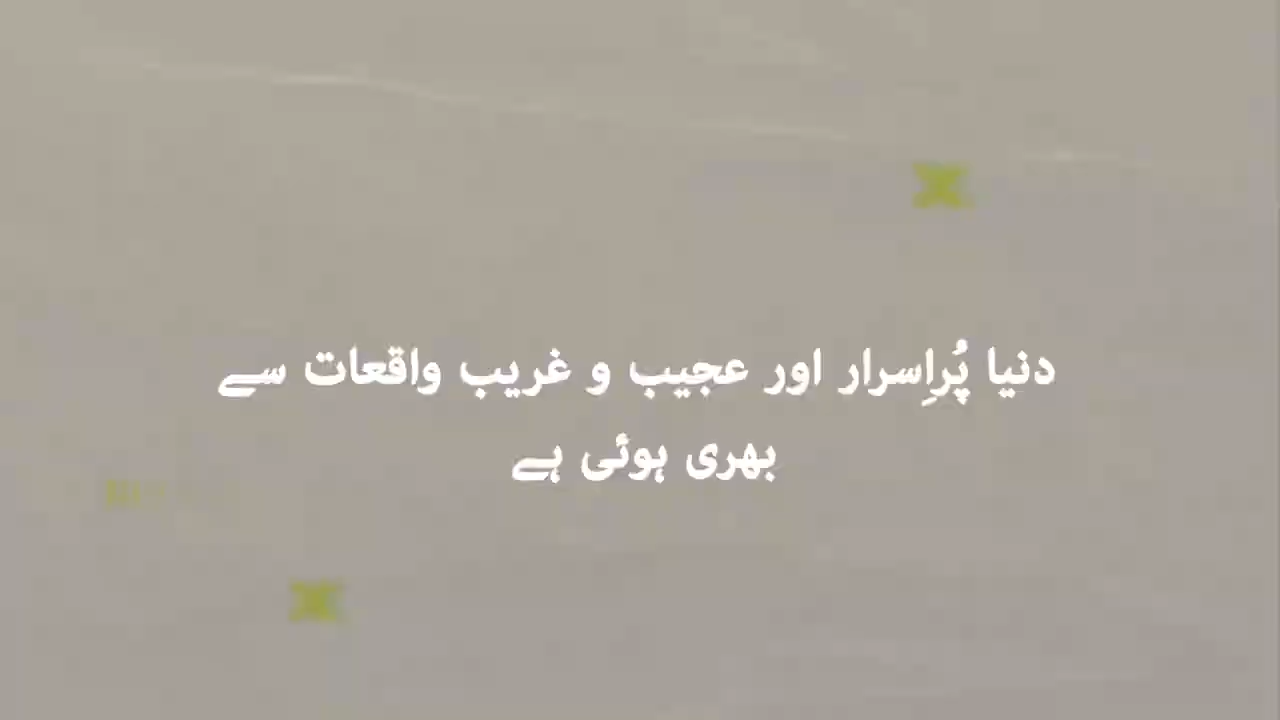 دنیا پُراِسرار اور عجیب و غریب واقعات سے
بھری ہوئی ہے